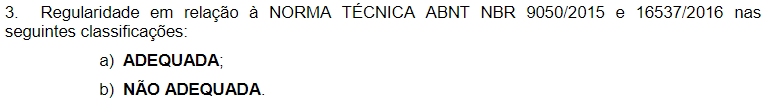 3. Regularidade em relação à NORMA TÉCNICA ABNT NBR 9050/2015 e 16537/2016 nas
seguintes classificações:
a) ADEQUADA;
b) NÃO ADEQUADA.